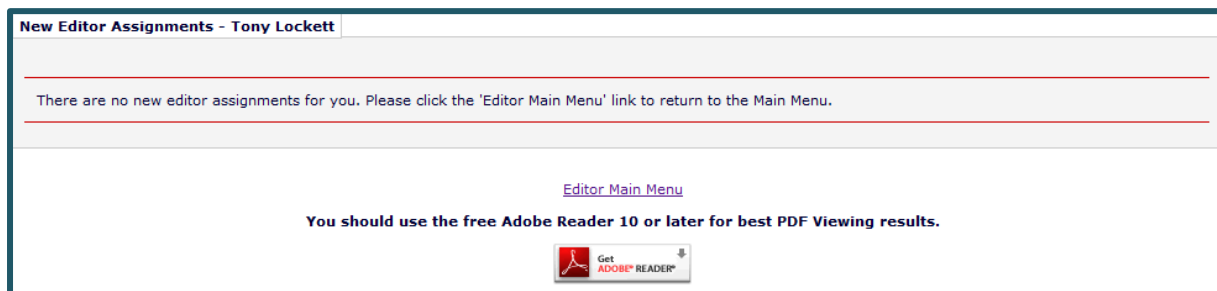 New Editor Assignments - Tony Lockett
There are no new editor assignments for you. Please click the 'Editor Main Menu' link to return to the Main Menu.
Editor Main Menu
You should use the free Adobe Reader 10 or later for best PDF Viewing results.
Get
ADOBE® READER®